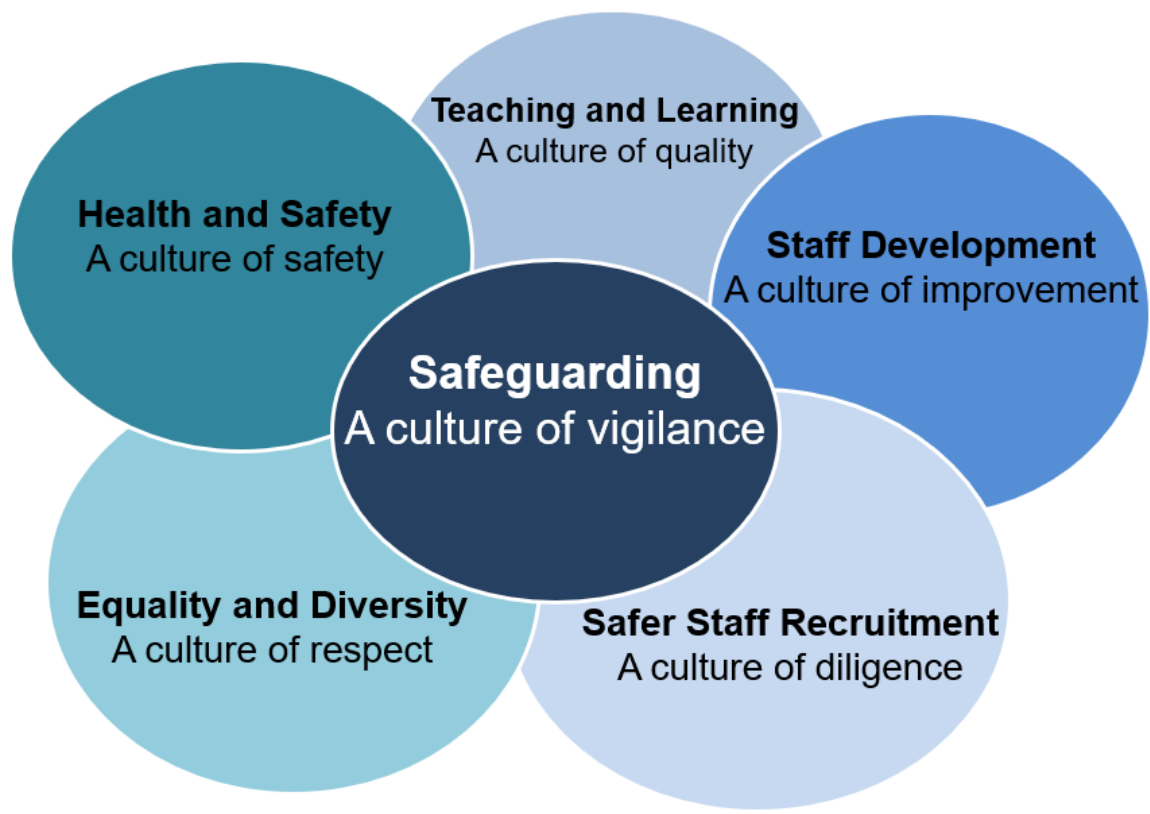 Teaching and Learning
A culture of quality
Health and Safety
A culture of safety
Staff Development
A culture of improvement
Safeguarding
A culture of vigilance
Equality and Diversity
A culture of respect
Safer Staff Recruitment
A culture of diligence